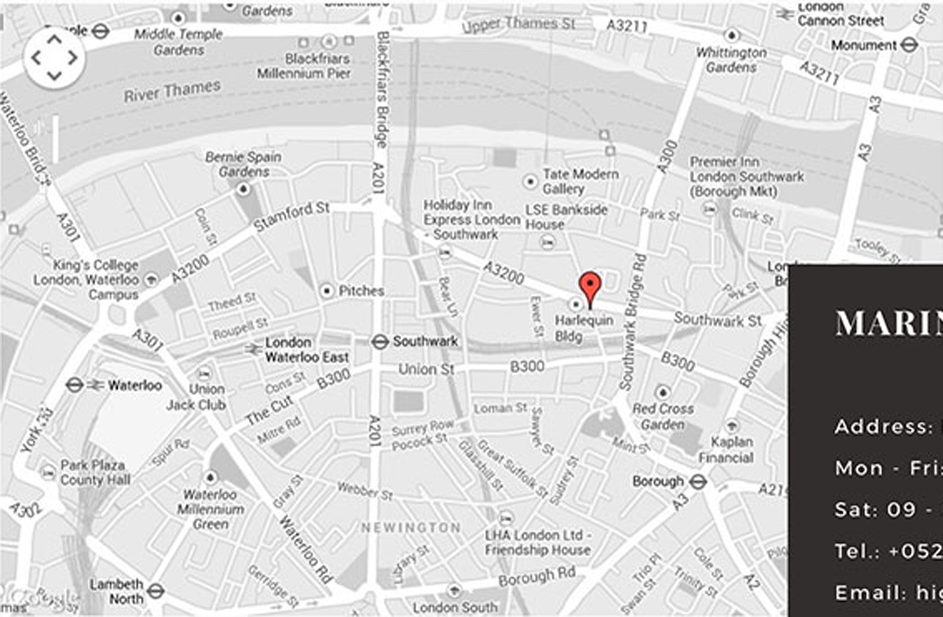 Gardens
Temple
Middle Temple
Gardens
Blackfriars
Millennium Pier
Upper Thames St
A3211
London
Cannon Street
Whittington
Gardens
Monument
A3211
River Thames
Blackfriars Bridge
Waterloo Bridge
A3
A3
A300
A201
Bernie Spain
Gardens
Tate Modern
Gallery
Premier Inn
London Southwark
(Borough Mkt)
Holiday Inn
Express London
- Southwark
LSE Bankside
House
Park St
Clink St
Stamford St
Coin St
A301
Tooley St
King's College
London, Waterloo
Campus
A3200
A3200
Pitches
Bear Ln
Ewer St
Park St
Theed St
Roupell St
Harlequin
Bldg
Southwark Bridge Rd
Southwark St
A301
London
Waterloo East
Southwark
Union St
B300
B300
Borough Hig
Waterloo
Union
Jack Club
Cons St
B300
The Cut
Mitre Rd
Loman St
Sawyer St
Red Cross
Garden
A201
Surrey Row
Pocock St
Mint St
Kaplan
Financial
York Rd
Spur Rd
Glasshill St
Great Suffolk St
Sudrey St
Park Plaza
County Hall
Gray St
Webber St
Borough
A3
A302
Waterloo
Millennium
Green
Waterloo Rd
NEWINGTON
LHA London Ltd -
Friendship House
Library St
Borough Rd
Trio Pl
Swan St
Trinity St
Cole St
A2
Lambeth
North
Gerridge St
London South
Google
MARIN
Address:
Mon - Fri:
Sat: 09 -
Tel.: +052
Email: hig